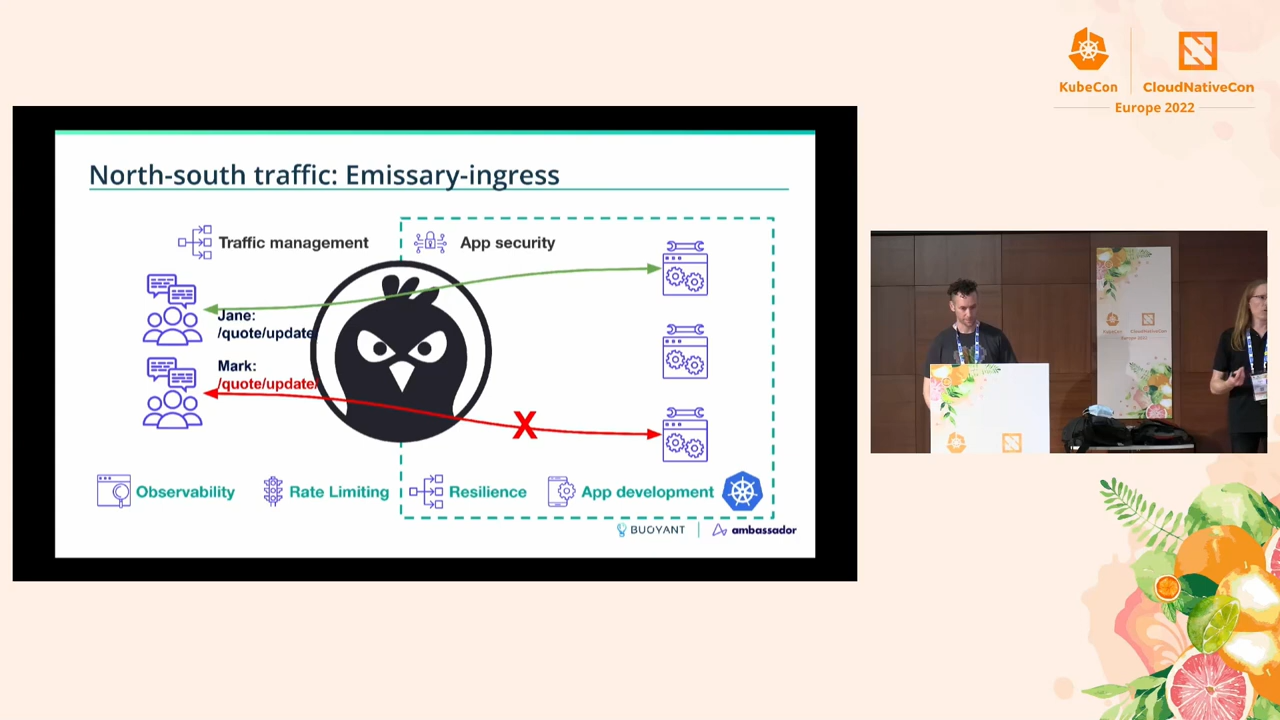 KubeCon
CloudNativeCon
Europe 2022
North-south traffic: Emissary-ingress
Traffic management
App security
Jane:
/quote/update/
Mark:
/quote/update/
X
Observability
Rate Limiting
Resilience
App development
BUOYANT
ambassador